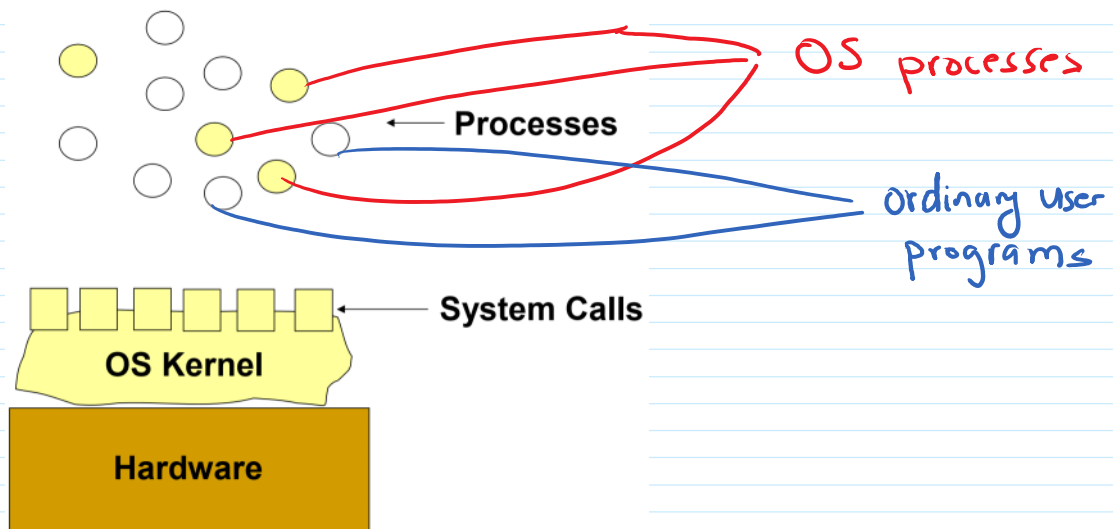 OS processes
Processes
ordinary user
programs
System Calls
OS Kernel
Hardware